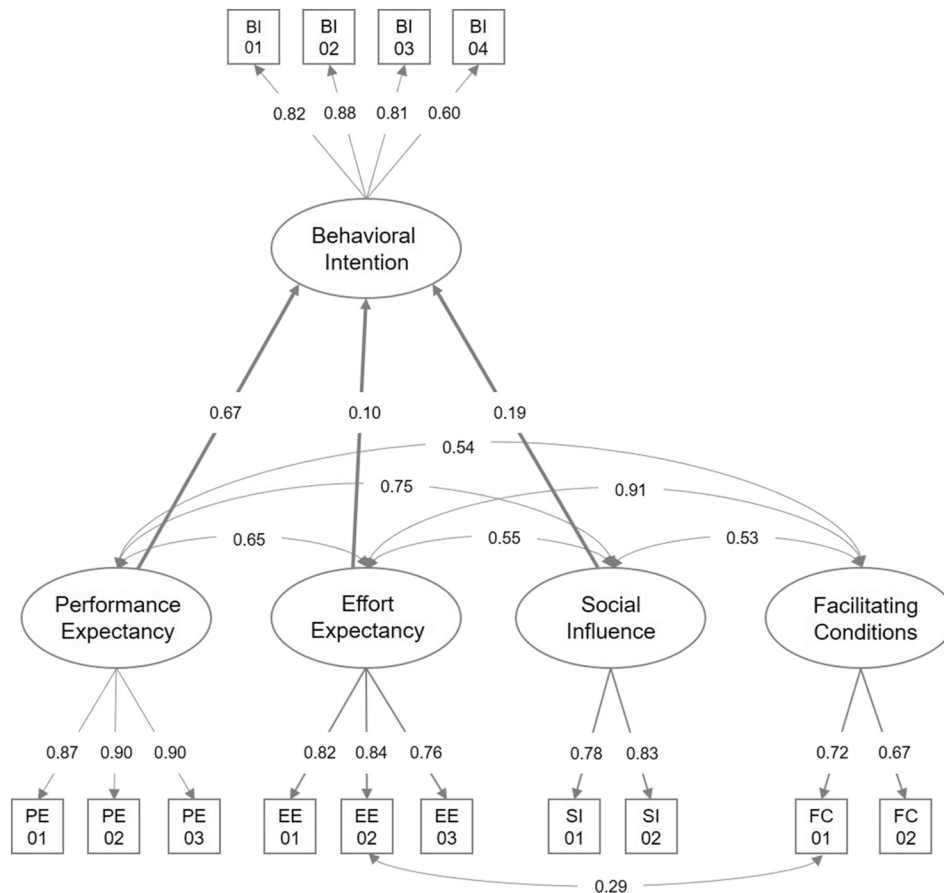 BI
01
BI
02
BI
03
BI
04
0.82
0.88
0.81
0.60
Behavioral
Intention
0.67
0.10
0.19
0.54
0.75
0.91
0.65
0.55
0.53
Performance
Expectancy
Effort
Expectancy
Social
Influence
Facilitating
Conditions
0.87
0.90
0.90
0.82
0.84
0.76
0.78
0.83
0.72
0.67
PE
01
PE
02
PE
03
EE
01
EE
02
EE
03
SI
01
SI
02
FC
01
FC
02
0.29